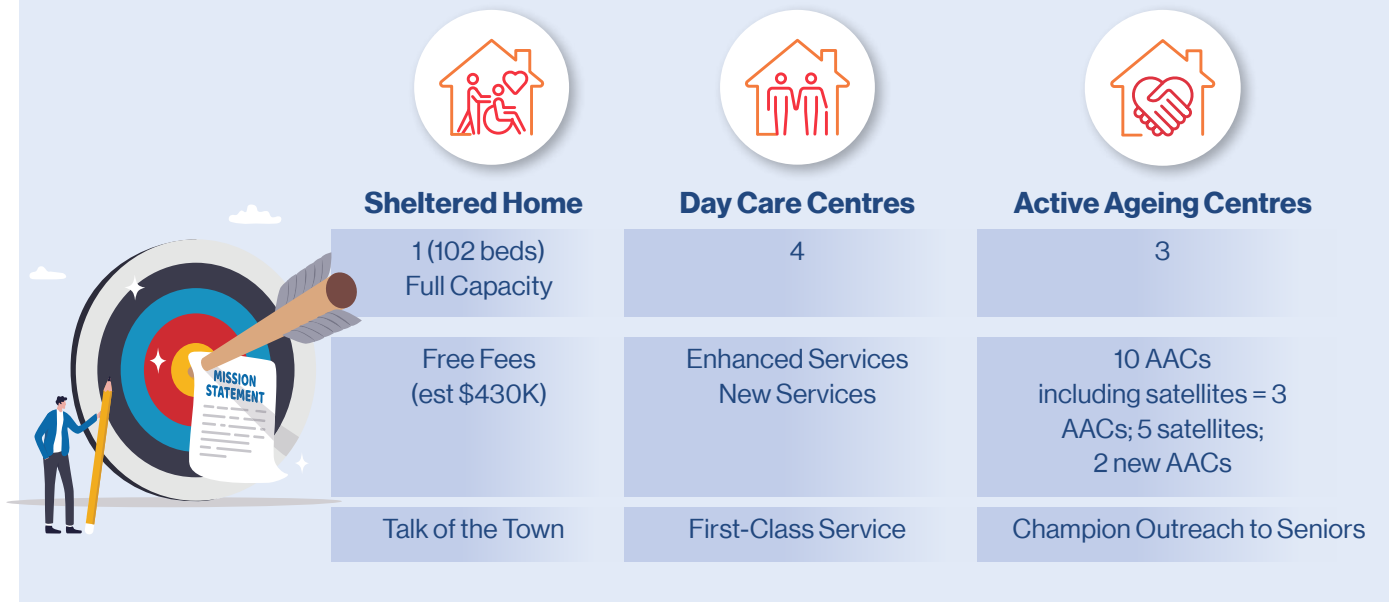 Sheltered Home
Day Care Centres
Active Ageing Centres
1 (102 beds)
Full Capacity
4
3
Free Fees
(est $430K)
Enhanced Services
New Services
10 AACs
including satellites = 3
AACs; 5 satellites;
2 new AACs
Talk of the Town
First-Class Service
Champion Outreach to Seniors
MISSION
STATEMENT